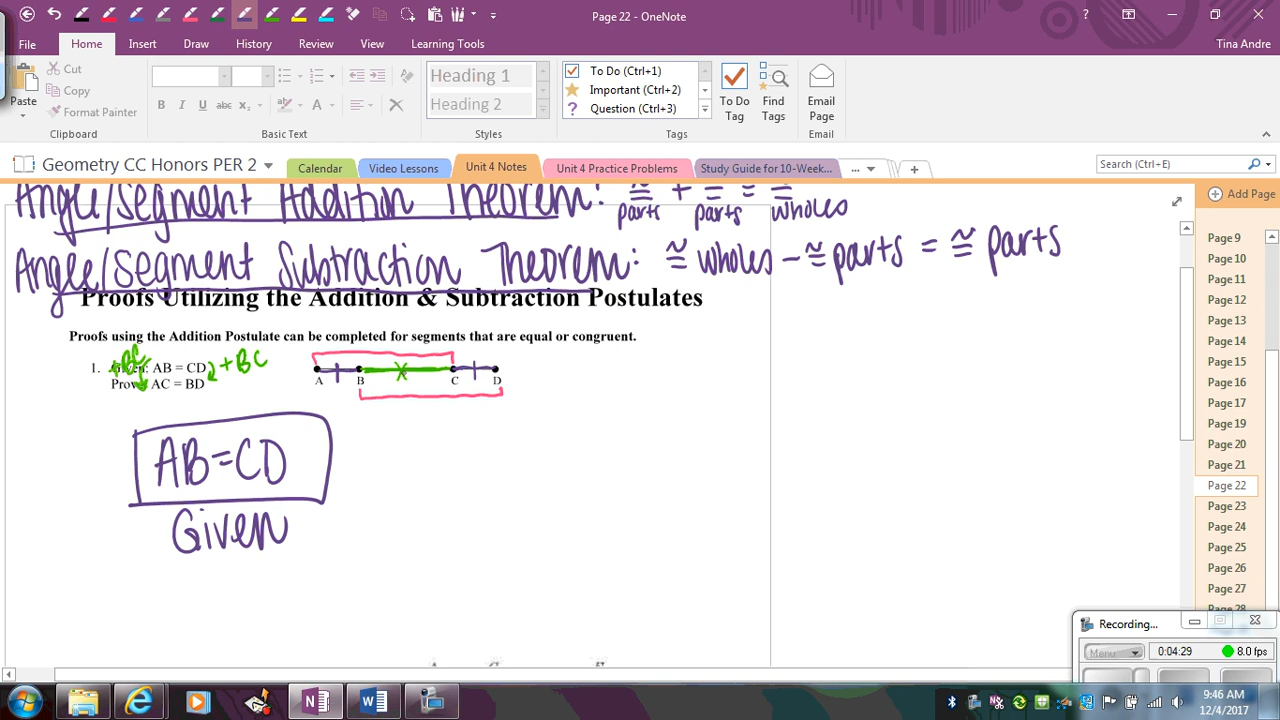 Page 22 - OneNote
Tina Andre
File Home Insert Draw History Review View Learning Tools
Cut
Copy
Format Painter
Paste
Clipboard
Basic Text
Heading 1
Heading 2
Styles
To Do (Ctrl+1)
Important (Ctrl+2)
Question (Ctrl+3)
Tags
To Do Tag
Find Tags
Email Page
Email
Geometry CC Honors PER 2
Calendar Video Lessons Unit 4 Notes Unit 4 Practice Problems Study Guide for 10-Week...
Search (Ctrl+E)
Add Page
Angle/Segment Addition Theorem: ≅ parts + ≅ parts = ≅ wholes
Angle/Segment Subtraction Theorem: ≅ wholes - ≅ parts = ≅ parts
Proofs Utilizing the Addition & Subtraction Postulates
Proofs using the Addition Postulate can be completed for segments that are equal or congruent.
+BC +BC
1. Given: AB = CD
Prove: AC = BD
A B C D
AB=CD
Given
Page 9
Page 10
Page 11
Page 12
Page 13
Page 14
Page 15
Page 16
Page 17
Page 18
Page 19
Page 20
Page 21
Page 22
Page 23
Page 24
Page 25
Page 26
Page 27
Page 28
Recording...
Menu
0:04:29
8.0 fps
9:46 AM
12/4/2017